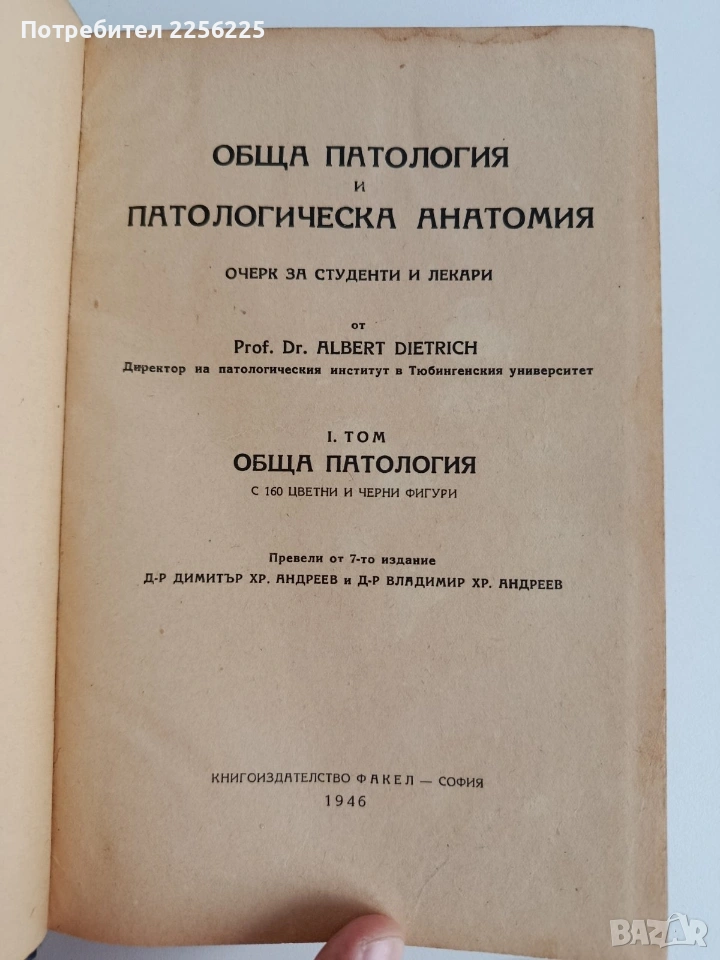 Потребител 2256225
ОБЩА ПАТОЛОГИЯ
И
ПАТОЛОГИЧЕСКА АНАТОМИЯ
ОЧЕРК ЗА СТУДЕНТИ И ЛЕКАРИ
от
Prof. Dr. ALBERT DIETRICH
Директор на патологическия институт в Тюбингенския университет
I. ТОМ
ОБЩА ПАТОЛОГИЯ
С 160 ЦВЕТНИ И ЧЕРНИ ФИГУРИ
Превели от 7-то издание
Д-Р ДИМИТЪР ХР. АНДРЕЕВ и Д-Р ВЛАДИМИР ХР. АНДРЕЕВ
КНИГОИЗДАТЕЛСТВО ФАКЕЛ — СОФИЯ
1946
BAZAR